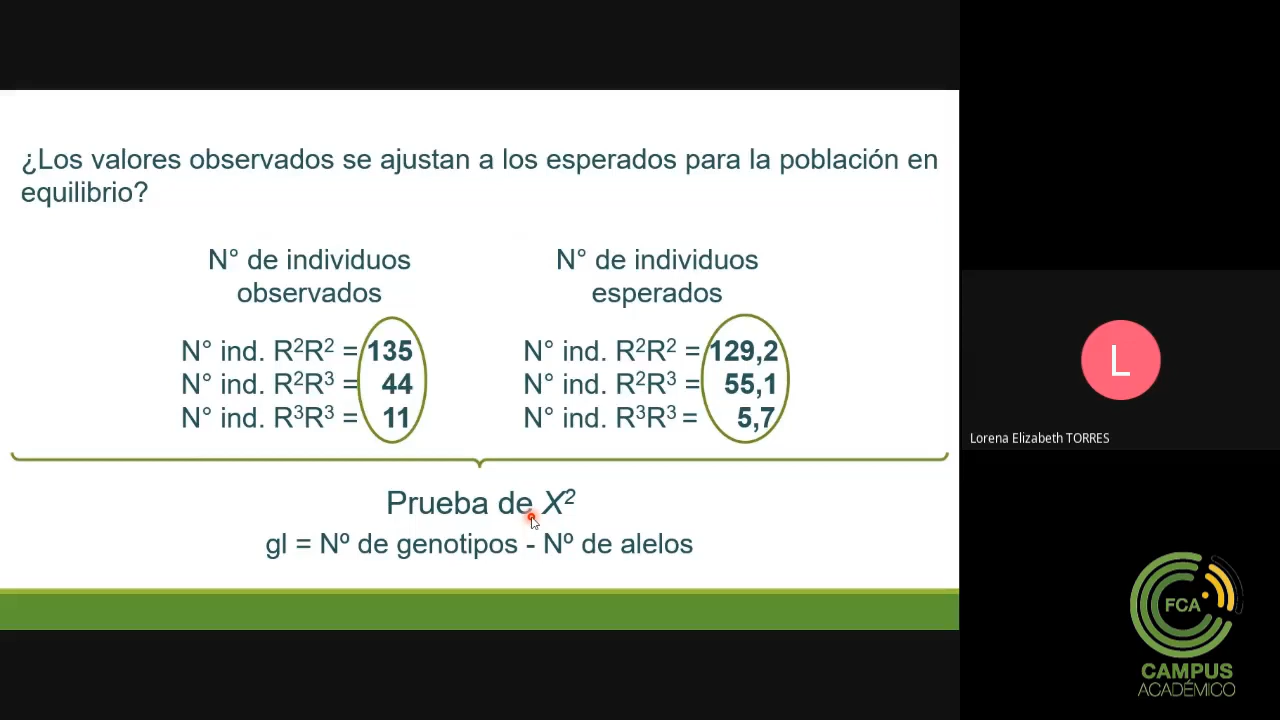 ¿Los valores observados se ajustan a los esperados para la población en
equilibrio?
N° de individuos
observados
N° ind. R²R² = 135
N° ind. R²R³ = 44
N° ind. R³R³ = 11
N° de individuos
esperados
N° ind. R²R² = 129,2
N° ind. R²R³ = 55,1
N° ind. R³R³ = 5,7
Prueba de X²
gl = Nº de genotipos - Nº de alelos
L
Lorena Elizabeth TORRES
FCA
CAMPUS
ACADÉMICO